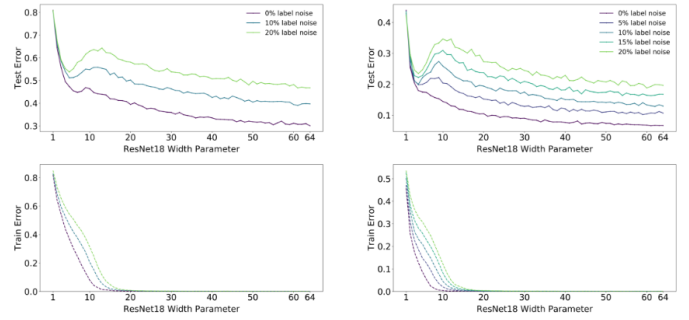 0.8
0.7
0.6
0.5
0.4
0.3
Test Error
0% label noise
10% label noise
20% label noise
1 10 20 30 40 50 60 64
ResNet18 Width Parameter
0.4
0.3
0.2
0.1
Test Error
0% label noise
5% label noise
10% label noise
15% label noise
20% label noise
1 10 20 30 40 50 60 64
ResNet18 Width Parameter
0.8
0.6
0.4
0.2
0.0
Train Error
1 10 20 30 40 50 60 64
ResNet18 Width Parameter
0.5
0.4
0.3
0.2
0.1
0.0
Train Error
1 10 20 30 40 50 60 64
ResNet18 Width Parameter